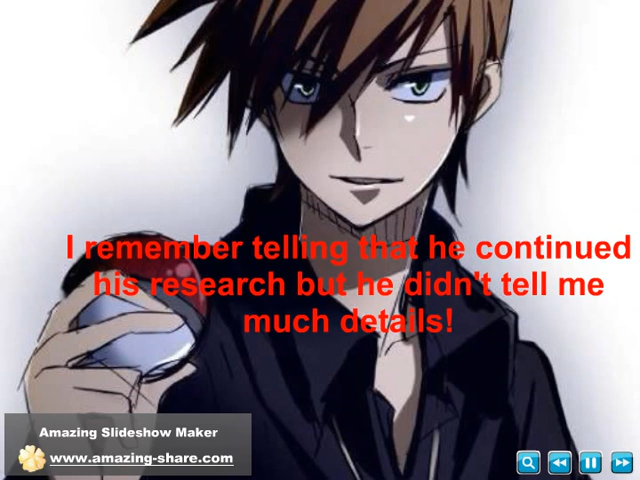 I remember telling that he continued
his research but he didn't tell me
much details!
Amazing Slideshow Maker
www.amazing-share.com